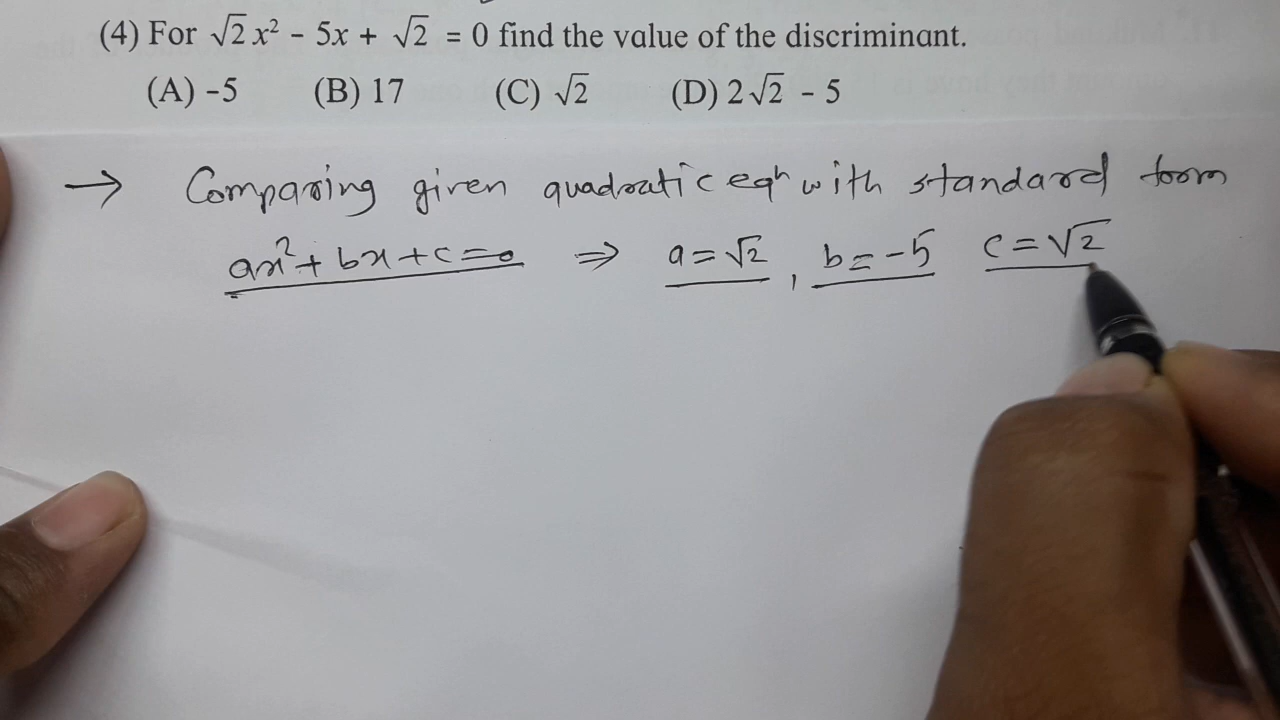 (4) For √2 x² - 5x + √2 = 0 find the value of the discriminant.
(A) -5 (B) 17 (C) √2 (D) 2√2 - 5
→ Comparing given quadratic eqⁿ with standard form
ax² + bx + c = 0 ⇒ a = √2 , b = -5 c = √2